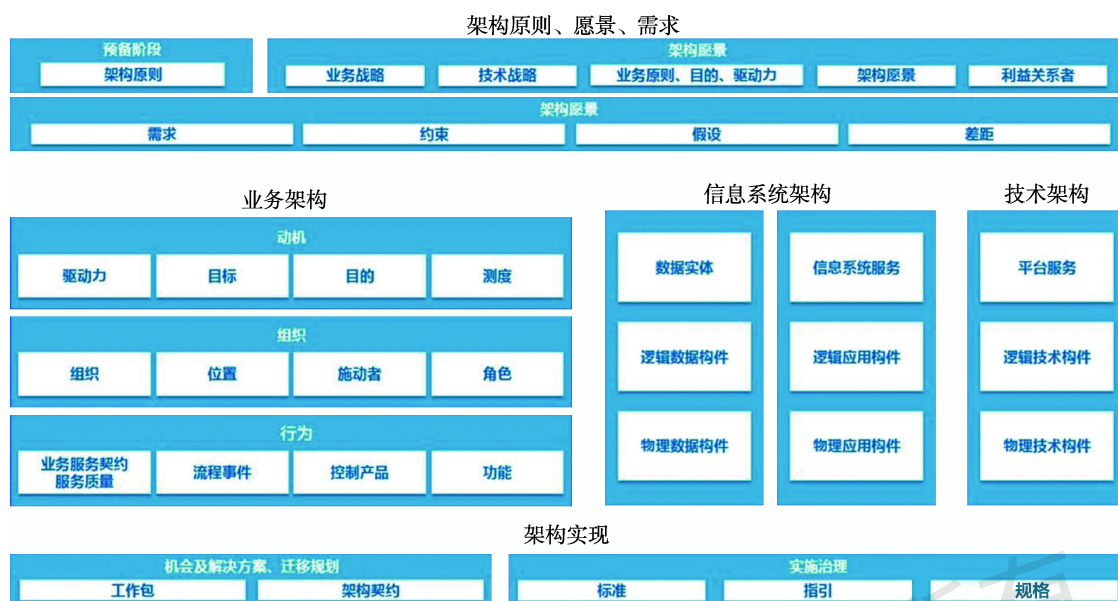 架构原则、愿景、需求
预备阶段
架构原则
架构愿景
业务战略
技术战略
业务原则、目的、驱动力
架构愿景
利益关系者
架构愿景
需求
约束
假设
差距
业务架构
动机
驱动力
目标
目的
测度
组织
组织
位置
施动者
角色
行为
业务服务契约
服务质量
流程事件
控制产品
功能
信息系统架构
数据实体
逻辑数据构件
物理数据构件
信息系统服务
逻辑应用构件
物理应用构件
技术架构
平台服务
逻辑技术构件
物理技术构件
架构实现
机会及解决方案、迁移规划
工作包
架构契约
实施治理
标准
指引
规格